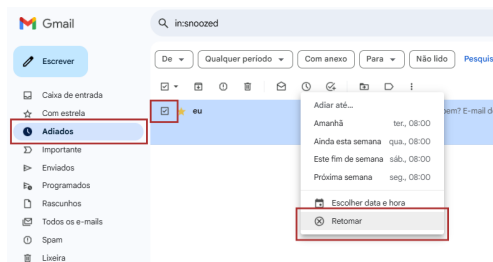 Gmail
in:snoozed
Escrever
De
Qualquer período
Com anexo
Para
Não lido
Caixa de entrada
Com estrela
Adiados
Importante
Enviados
Programados
Rascunhos
Todos os e-mails
Spam
Lixeira
eu
? E-mail
Adiar até...
Amanhã ter., 08:00
Ainda esta semana qua., 08:00
Este fim de semana sáb., 08:00
Próxima semana seg., 08:00
Escolher data e hora
Retomar